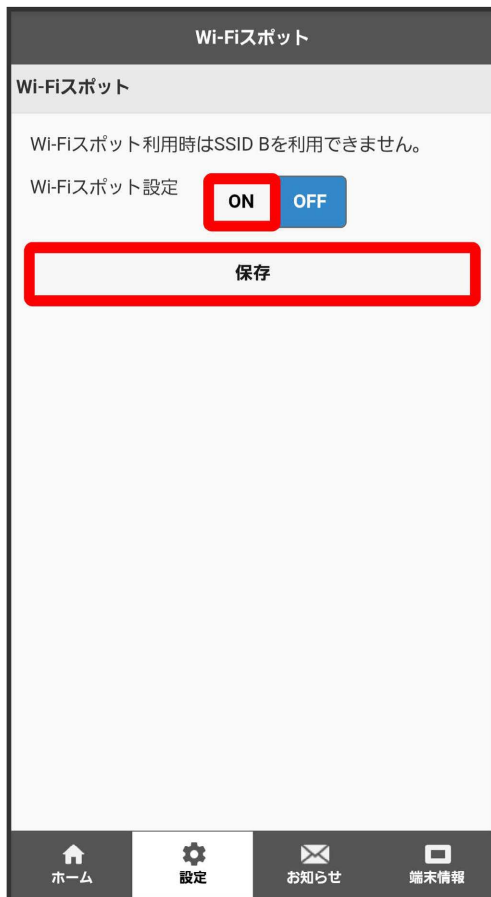 Wi-Fiスポット
Wi-Fiスポット
Wi-Fiスポット利用時はSSID Bを利用できません。
Wi-Fiスポット設定 ON OFF
保存
ホーム 設定 お知らせ 端末情報